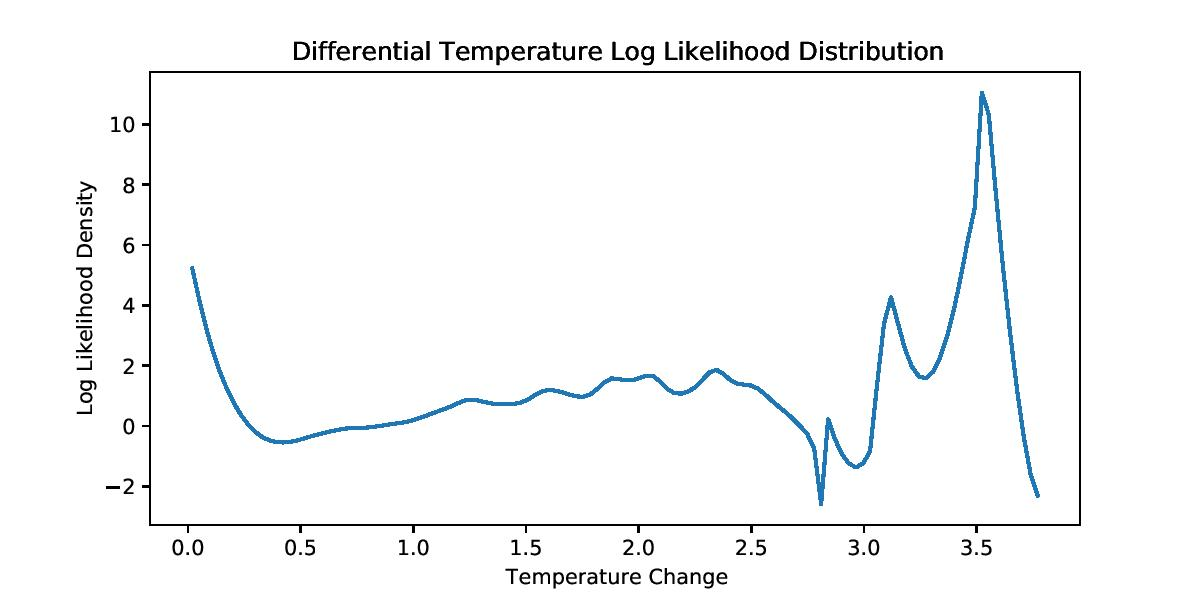 Differential Temperature Log Likelihood Distribution
Log Likelihood Density
10
8
6
4
2
0
−2
0.0 0.5 1.0 1.5 2.0 2.5 3.0 3.5
Temperature Change